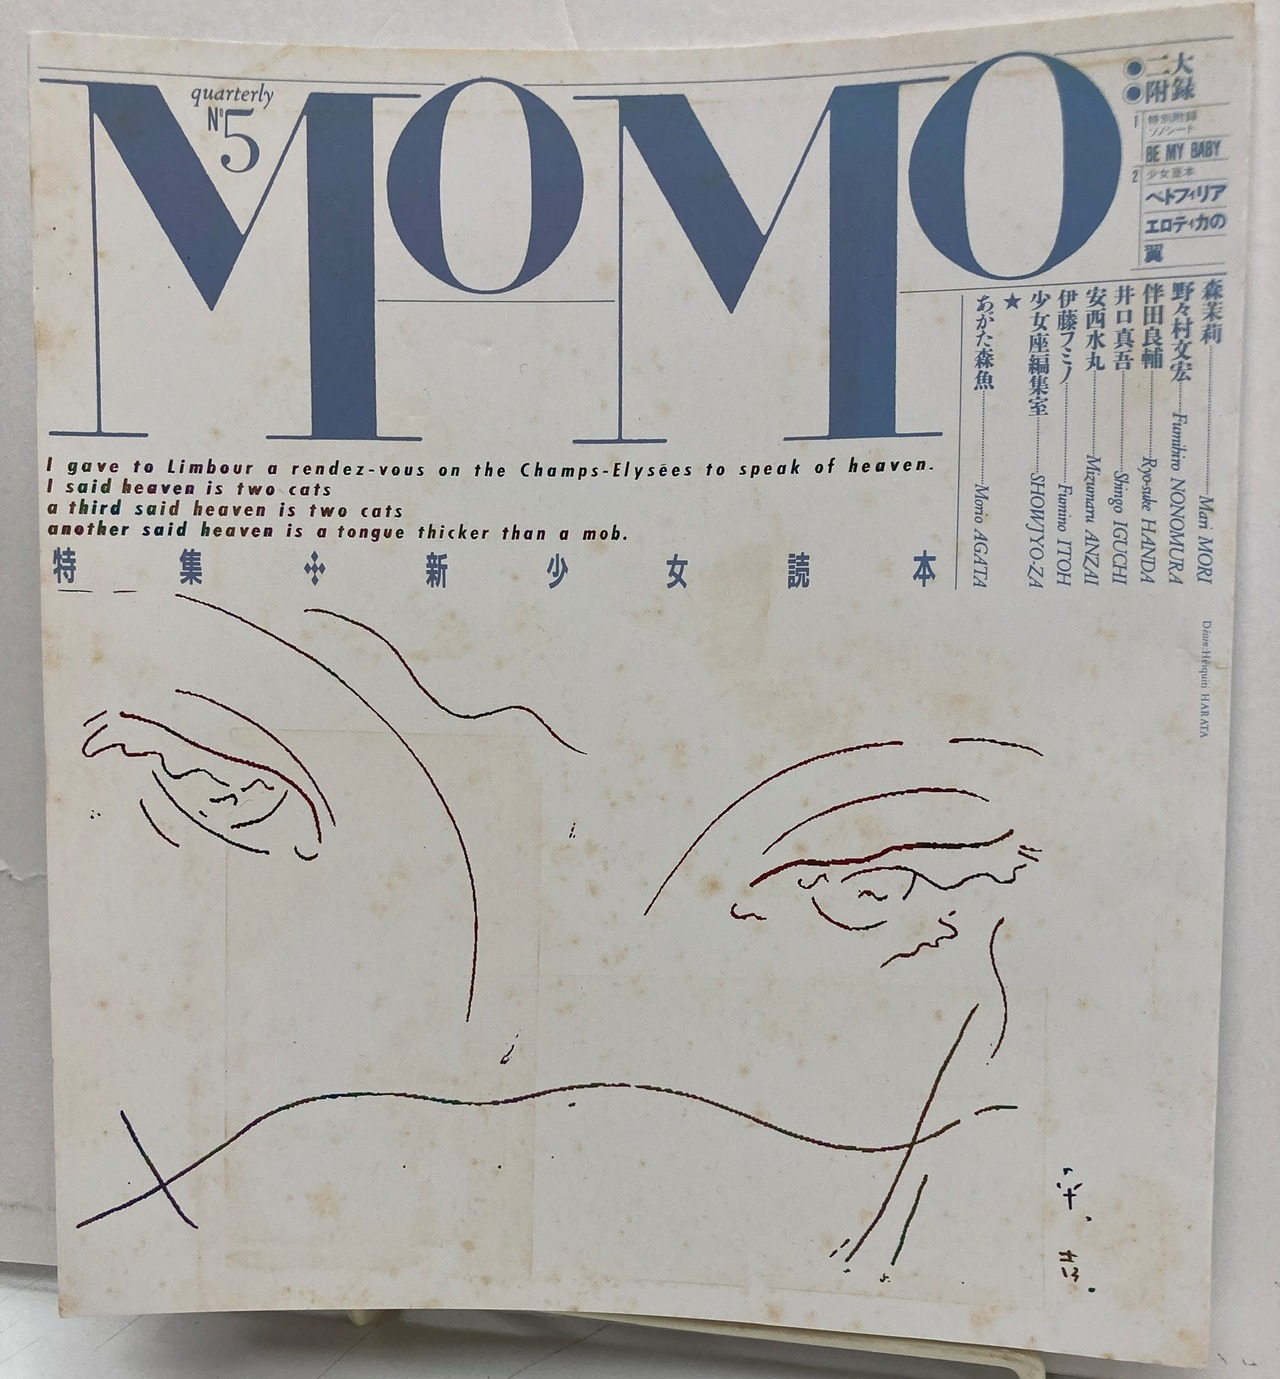 MOMO
quarterly
Nº5
●二大
●附録
1 特別附録
ソノシート
BE MY BABY
2 少女豆本
ペトフィリア
エロティカの
翼
森茉莉 Mari MORI
野々村文宏 Fumihiro NONOMURA
伴田良輔 Ryo-suke HANDA
井口真吾 Shingo IGUCHI
安西水丸 Mizumaru ANZAI
伊藤フミノ Fumino ITOH
少女座編集室 SHOWJYO-ZA
★
あがた森魚 Morio AGATA
I gave to Limbour a rendez-vous on the Champs-Elysées to speak of heaven.
I said heaven is two cats
a third said heaven is two cats
another said heaven is a tongue thicker than a mob.
特集✣新少女読本
Dessin:Heiquiti HARATA
平.吉.